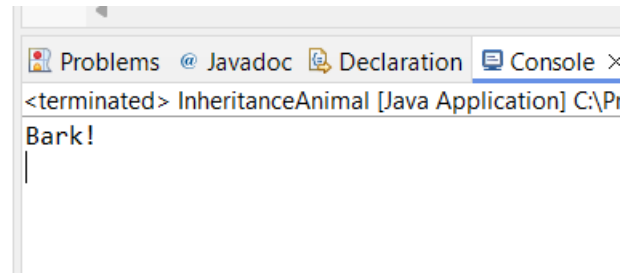 Problems @ Javadoc Declaration Console ×
<terminated> InheritanceAnimal [Java Application] C:\Pr
Bark!